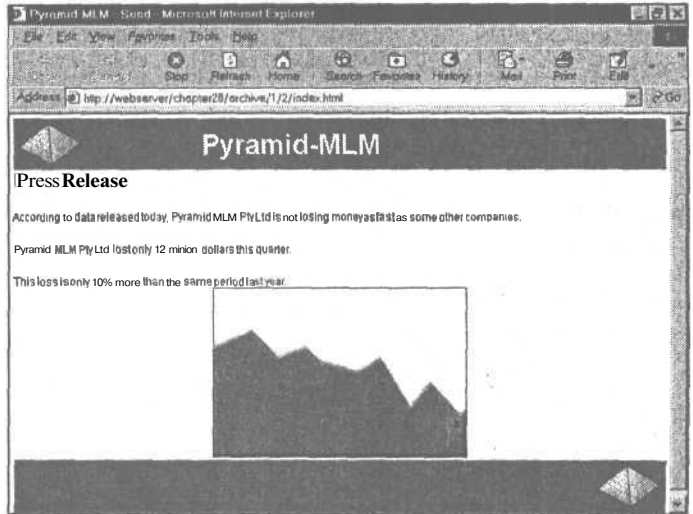 Pyramid MLM - Send - Microsoft Internet Explorer
File Edit View Favorites Tools Help
Stop Refresh Home Search Favorites History Mail Print Edit
Address http://webserver/chapter28/archive/1/2/index.html Go
Pyramid-MLM
Press Release
According to data released today, Pyramid MLM Pty Ltd is not losing money as fast as some other companies.
Pyramid MLM Pty Ltd lost only 12 minion dollars this quarter.
This loss is only 10% more than the same period last year.